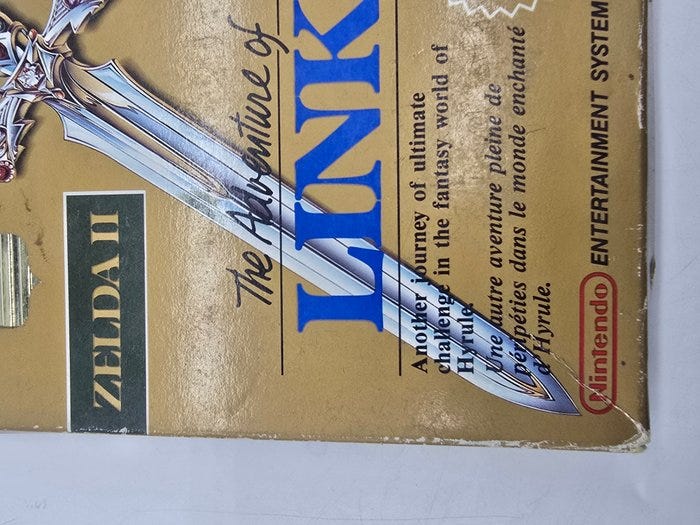 ZELDA II
The Adventure of
LINK
Another journey of ultimate
challenge in the fantasy world of
Hyrule.
Une autre aventure pleine de
péripéties dans le monde enchanté
d'Hyrule.
Nintendo ENTERTAINMENT SYSTEM